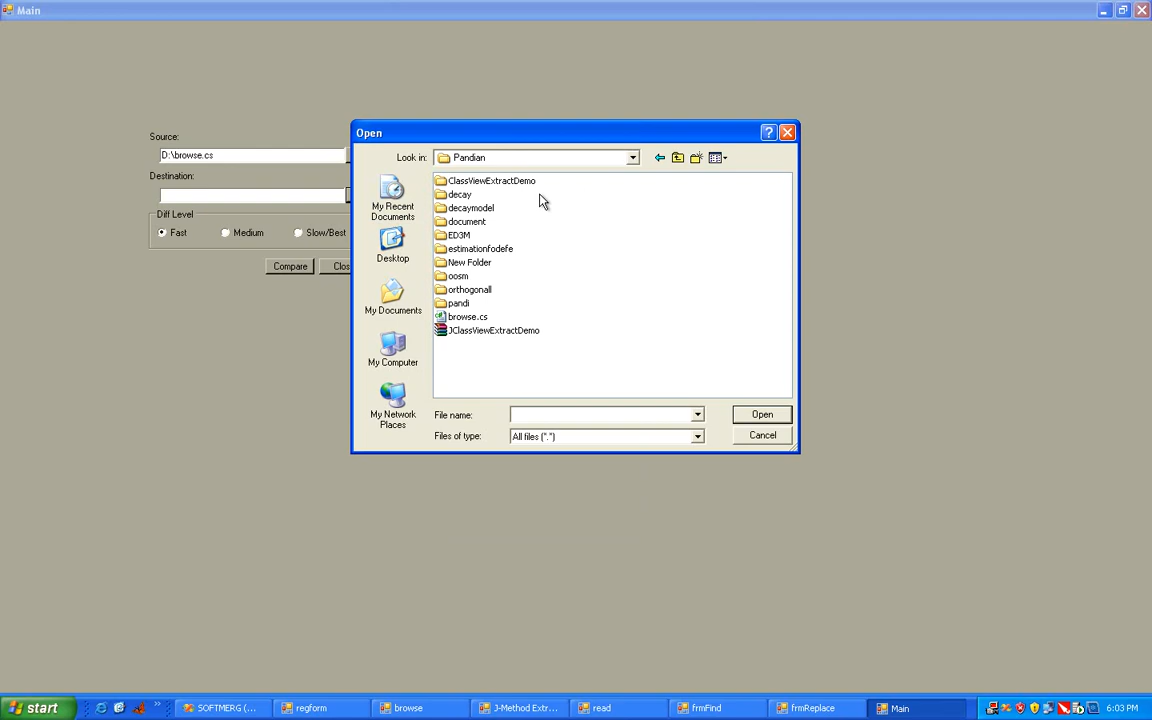 Main
Source:
D:\browse.cs
Destination:
Diff Level
Fast
Medium
Slow/Best
Compare
Clos
Open
Look in:
Pandian
My Recent
Documents
Desktop
My Documents
My Computer
My Network
Places
ClassViewExtractDemo
decay
decaymodel
document
ED3M
estimationfodefe
New Folder
oosm
orthogonall
pandi
browse.cs
JClassViewExtractDemo
File name:
Open
Files of type:
All files (*.*)
Cancel
start
SOFTMERG (...
regform
browse
J-Method Extr...
read
frmFind
frmReplace
Main
6:03 PM